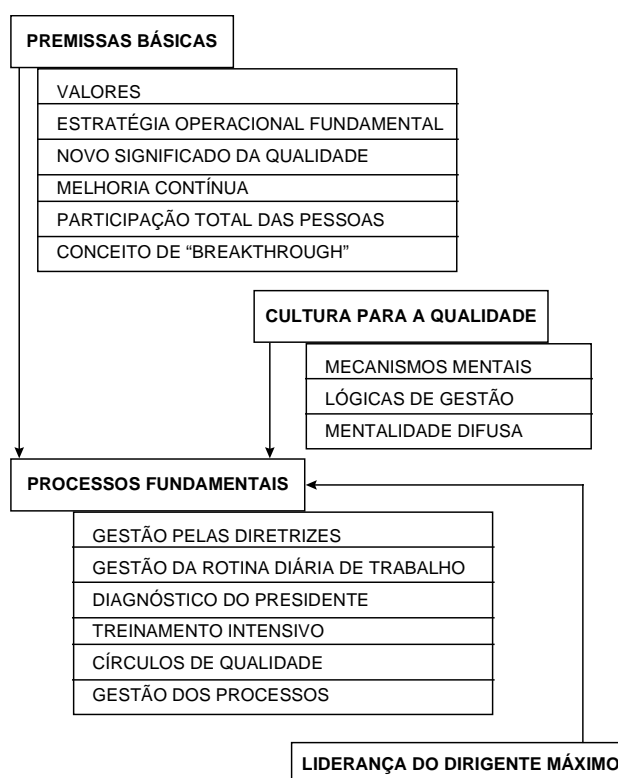 PREMISSAS BÁSICAS
VALORES
ESTRATÉGIA OPERACIONAL FUNDAMENTAL
NOVO SIGNIFICADO DA QUALIDADE
MELHORIA CONTÍNUA
PARTICIPAÇÃO TOTAL DAS PESSOAS
CONCEITO DE “BREAKTHROUGH”
CULTURA PARA A QUALIDADE
MECANISMOS MENTAIS
LÓGICAS DE GESTÃO
MENTALIDADE DIFUSA
PROCESSOS FUNDAMENTAIS
GESTÃO PELAS DIRETRIZES
GESTÃO DA ROTINA DIÁRIA DE TRABALHO
DIAGNÓSTICO DO PRESIDENTE
TREINAMENTO INTENSIVO
CÍRCULOS DE QUALIDADE
GESTÃO DOS PROCESSOS
LIDERANÇA DO DIRIGENTE MÁXIMO